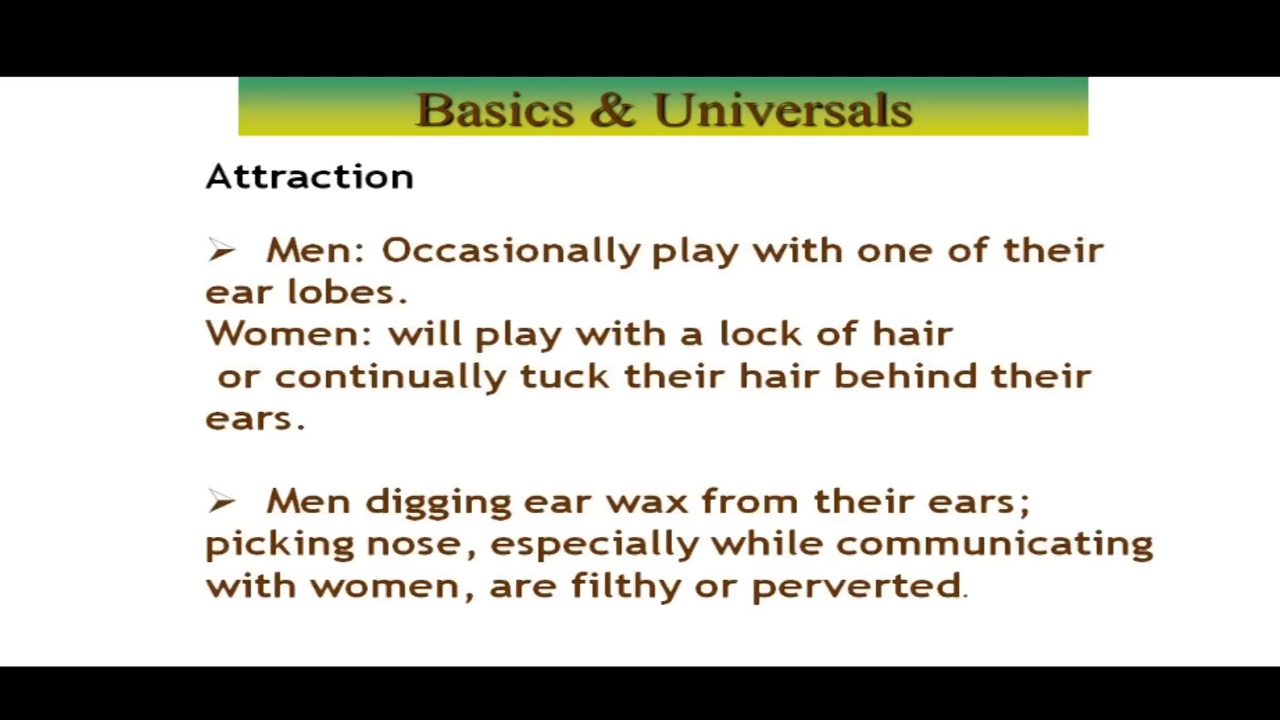 Basics & Universals
Attraction
➢ Men: Occasionally play with one of their
ear lobes.
Women: will play with a lock of hair
or continually tuck their hair behind their
ears.
➢ Men digging ear wax from their ears;
picking nose, especially while communicating
with women, are filthy or perverted.